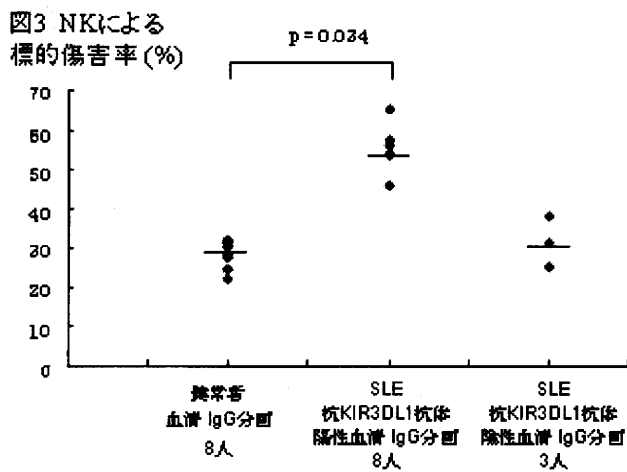 図3 NKによる
標的傷害率(%)
p=0.034
70
60
50
40
30
20
10
0
健常者
血清 IgG分画
8人
SLE
抗KIR3DL1抗体
陽性血清 IgG分画
8人
SLE
抗KIR3DL1抗体
陰性血清 IgG分画
3人